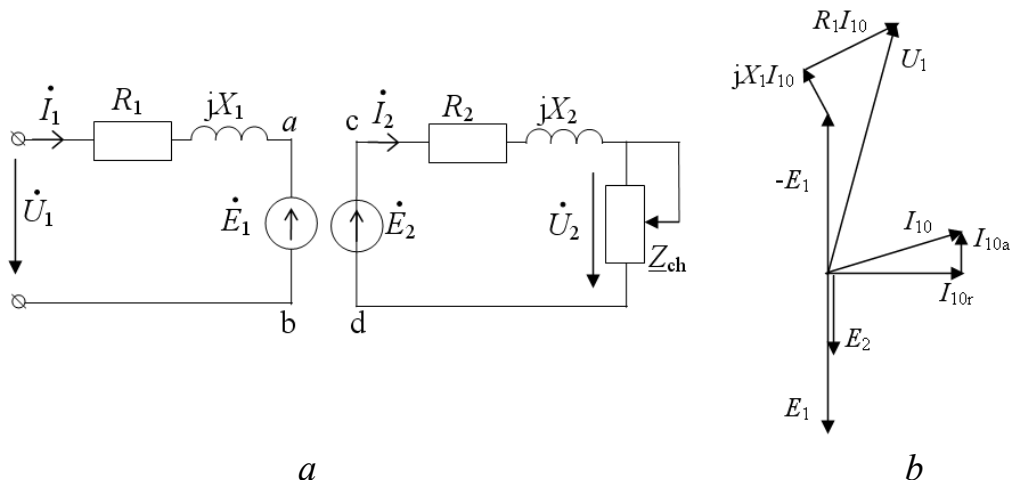 İ₁
R₁
jX₁
a
c
İ₂
R₂
jX₂
U̇₁
Ė₁
Ė₂
U̇₂
Z̲ch
b
d
a
R₁I₁₀
U₁
jX₁I₁₀
-E₁
I₁₀
I₁₀a
I₁₀r
E₂
E₁
b